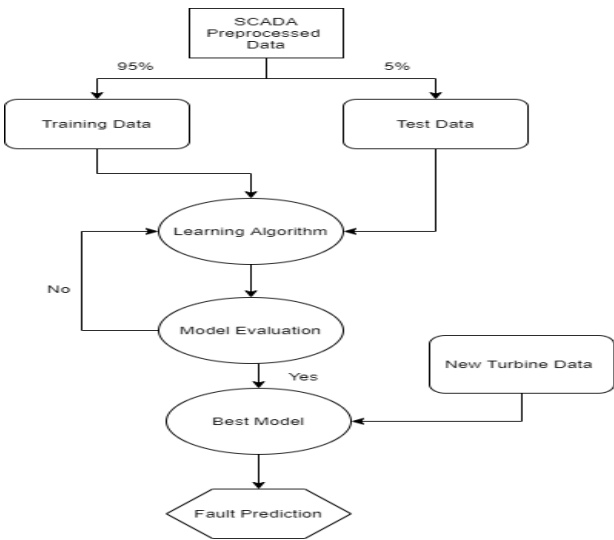 SCADA
Preprocessed
Data
95%
5%
Training Data
Test Data
Learning Algorithm
No
Model Evaluation
New Turbine Data
Yes
Best Model
Fault Prediction